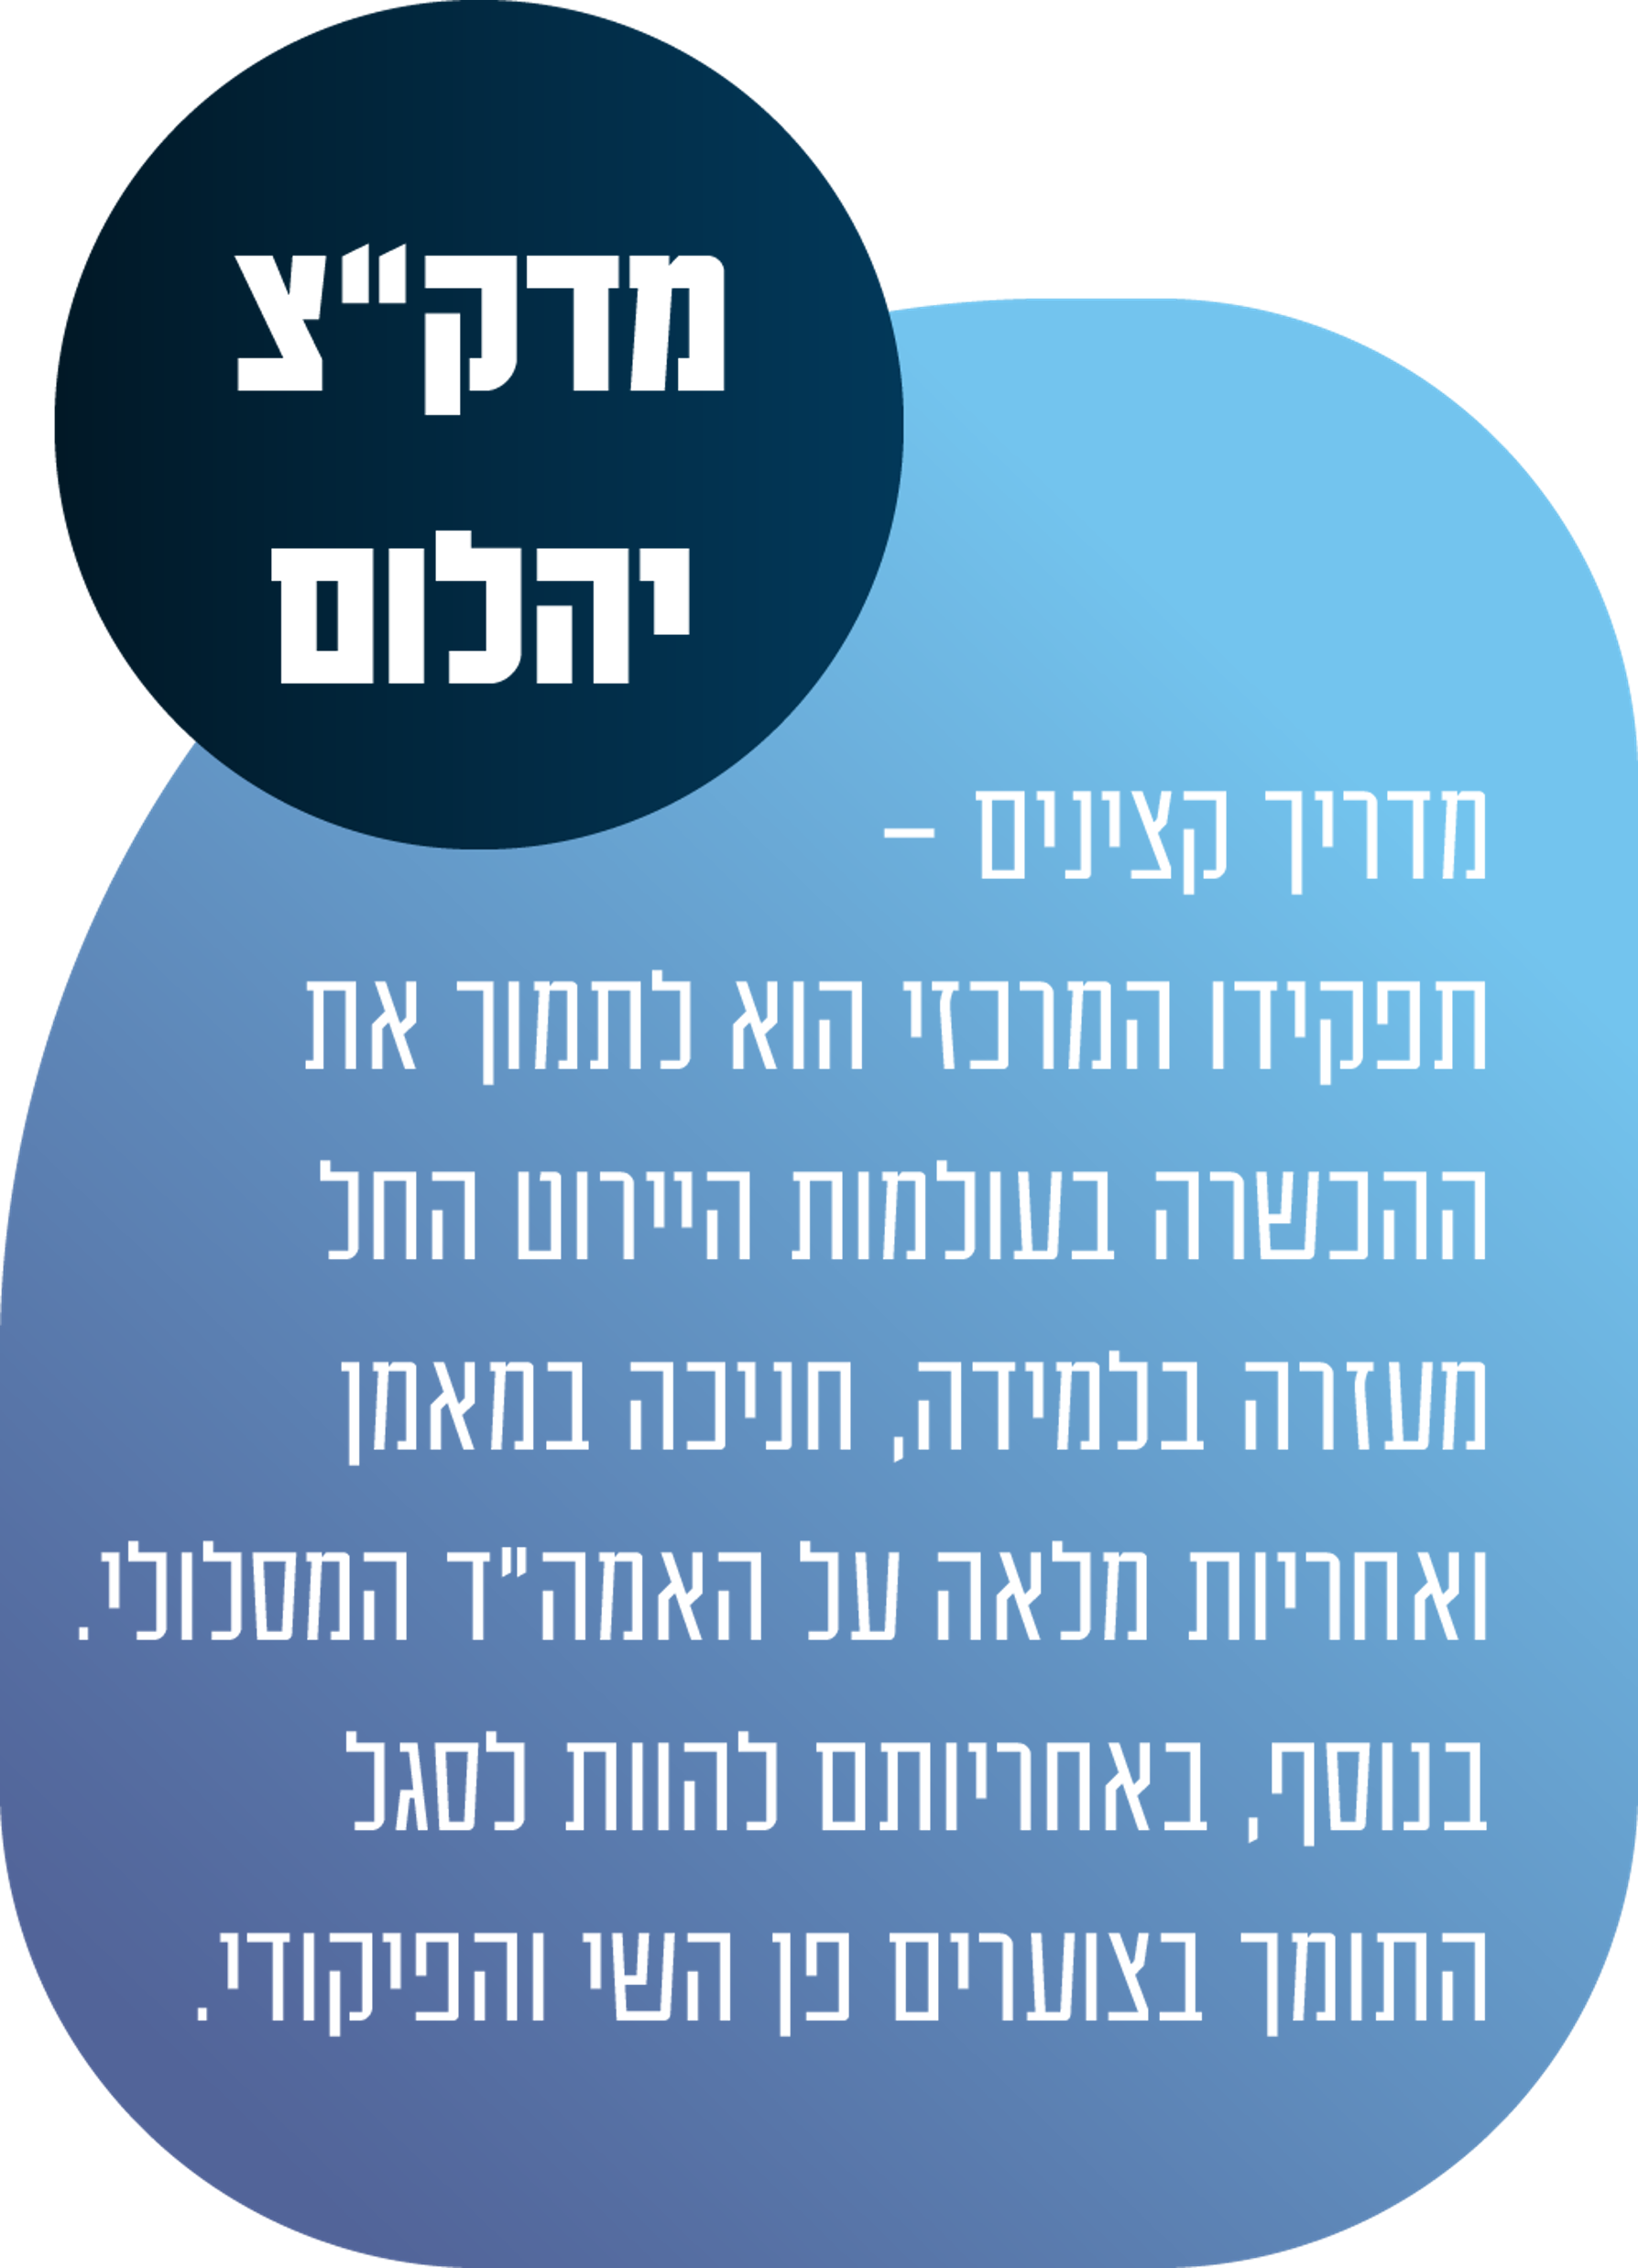 מדק"צ
יהלום
מדריך קצינים –
תפקידו המרכזי הוא לתמוך את
ההכשרה בעולמות היירוט החל
מעזרה בלמידה, חניכה במאמן
ואחריות מלאה על האמה"ד המסלולי.
בנוסף, באחריותם להוות לסגל
התומך בצוערים פן השי והפיקודי.